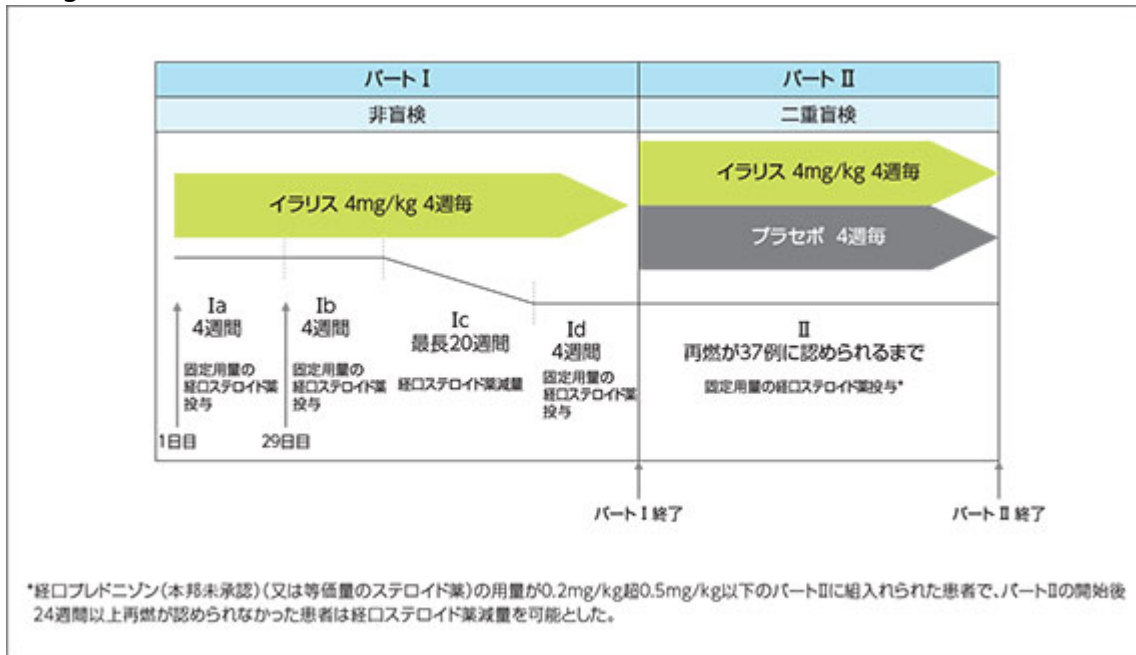 パート I
パート II
非盲検
二重盲検
イラリス 4mg/kg 4週毎
イラリス 4mg/kg 4週毎
プラセボ 4週毎
Ia
4週間
固定用量の
経口ステロイド薬
投与
Ib
4週間
固定用量の
経口ステロイド薬
投与
Ic
最長20週間
経口ステロイド薬減量
Id
4週間
固定用量の
経口ステロイド薬
投与
II
再燃が37例に認められるまで
固定用量の経口ステロイド薬投与*
1日目
29日目
パート I 終了
パート II 終了
*経口プレドニゾン(本邦未承認)(又は等価量のステロイド薬)の用量が0.2mg/kg超0.5mg/kg以下のパートIIに組入れられた患者で、パートIIの開始後
24週間以上再燃が認められなかった患者は経口ステロイド薬減量を可能とした。